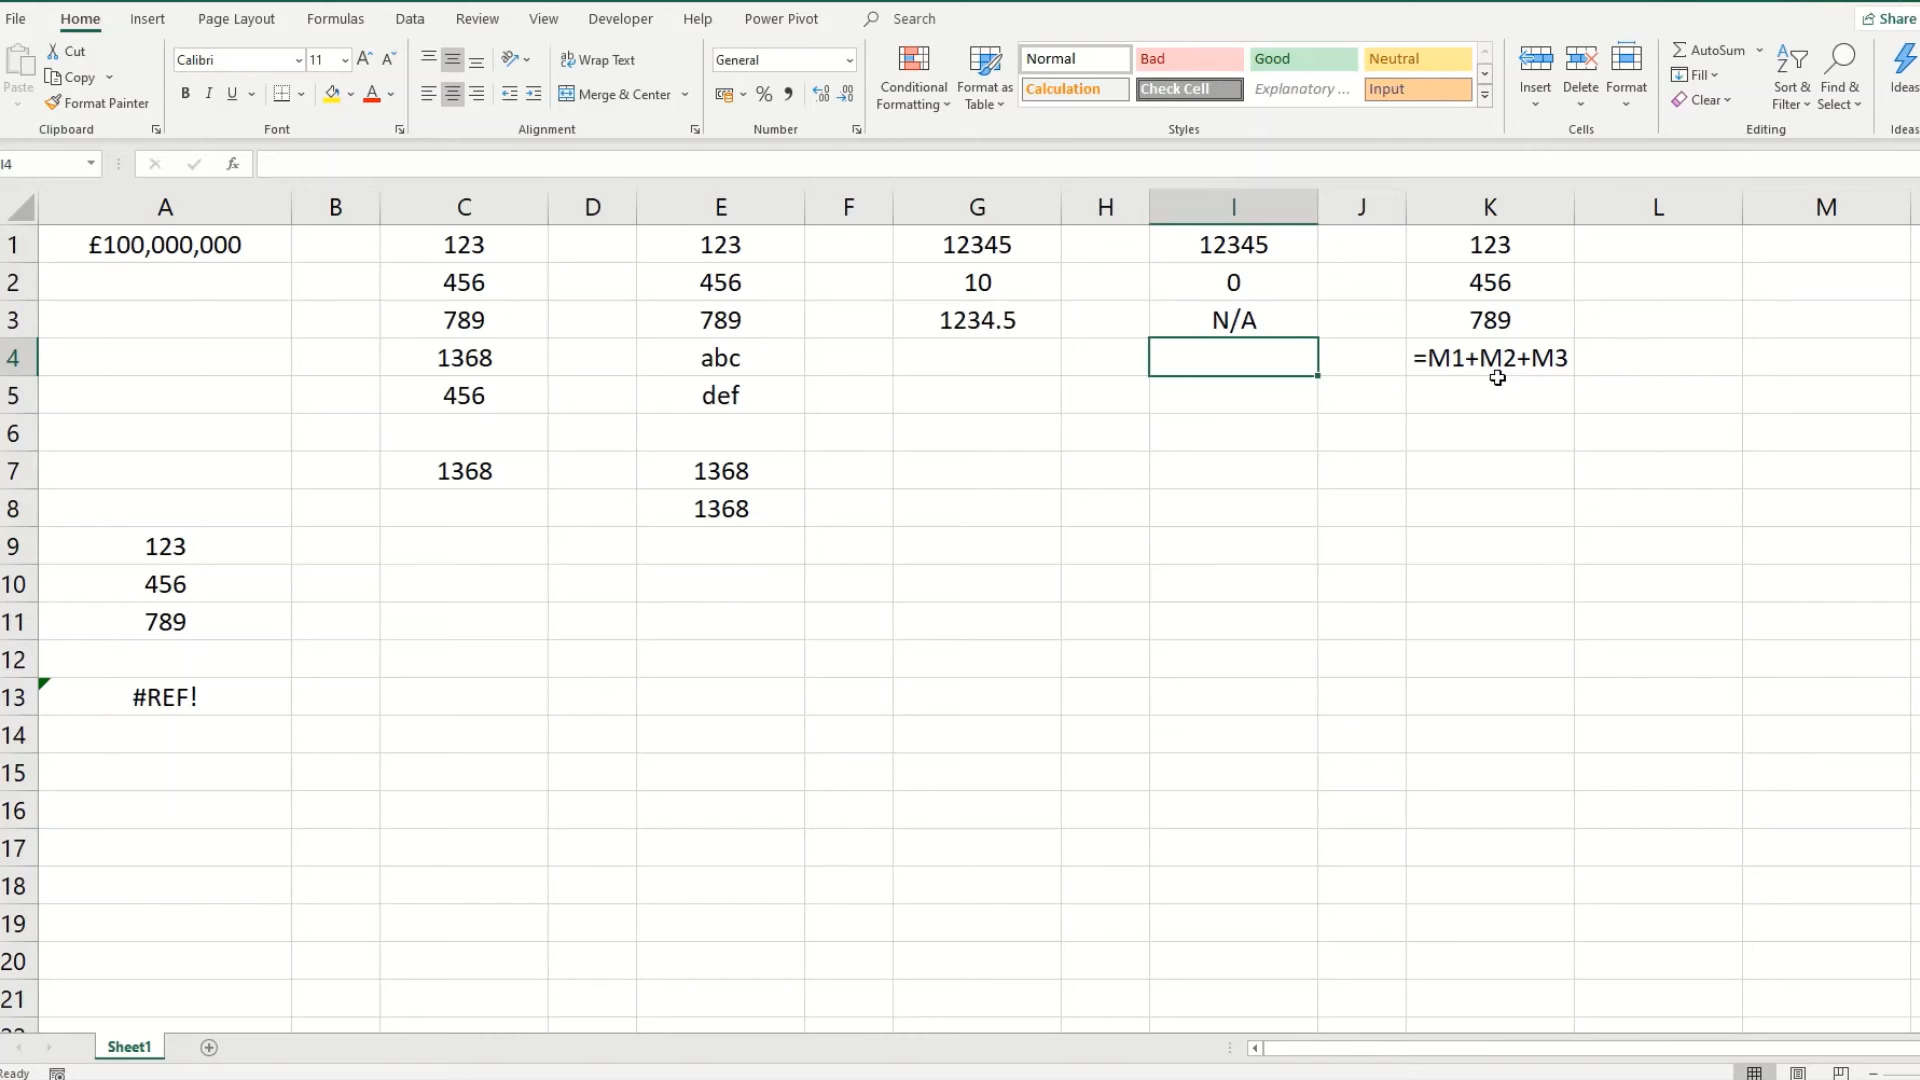 File Home Insert Page Layout Formulas Data Review View Developer Help Power Pivot Search Share
Paste Cut
Copy
Format Painter
Clipboard
Calibri 11 A A
B I U A
Font
Wrap Text
Merge & Center
Alignment
General
%
Number
Conditional Formatting
Format as Table
Normal Bad Good Neutral
Calculation Check Cell Explanatory ... Input
Styles
Insert Delete Format
Cells
AutoSum
Fill
Clear
Sort & Filter
Find & Select
Editing
Ideas
Ideas
I4 fx
A B C D E F G H I J K L M
1 £100,000,000 123 123 12345 12345 123
2 456 456 10 0 456
3 789 789 1234.5 N/A 789
4 1368 abc =M1+M2+M3
5 456 def
6
7 1368 1368
8 1368
9 123
10 456
11 789
12
13 #REF!
14
15
16
17
18
19
20
21
Sheet1
Ready